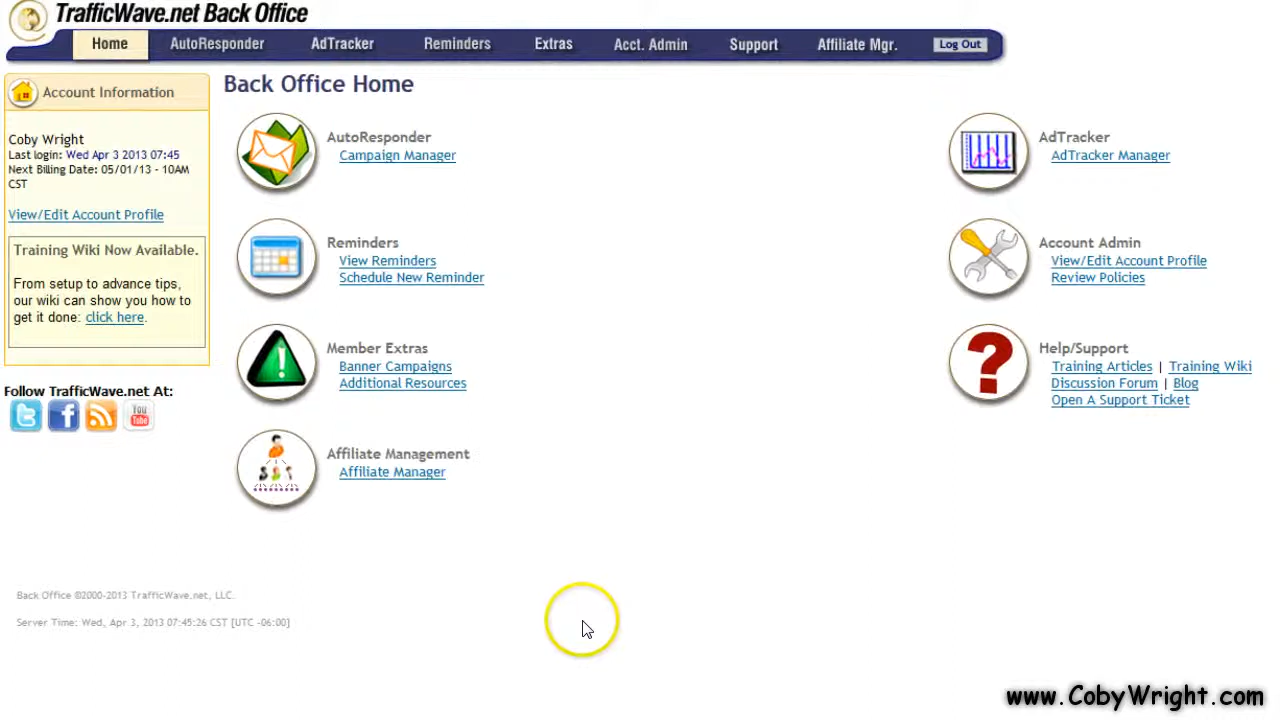 TrafficWave.net Back Office
Home AutoResponder AdTracker Reminders Extras Acct. Admin Support Affiliate Mgr. Log Out
Account Information
Coby Wright
Last login: Wed Apr 3 2013 07:45
Next Billing Date: 05/01/13 - 10AM
CST
View/Edit Account Profile
Training Wiki Now Available.
From setup to advance tips,
our wiki can show you how to
get it done: click here.
Follow TrafficWave.net At:
You
Tube
Back Office Home
AutoResponder
Campaign Manager
AdTracker
AdTracker Manager
Reminders
View Reminders
Schedule New Reminder
Account Admin
View/Edit Account Profile
Review Policies
Member Extras
Banner Campaigns
Additional Resources
Help/Support
Training Articles | Training Wiki
Discussion Forum | Blog
Open A Support Ticket
Affiliate Management
Affiliate Manager
Back Office ©2000-2013 TrafficWave.net, LLC.
Server Time: Wed, Apr 3, 2013 07:45:26 CST [UTC -06:00]
www.CobyWright.com